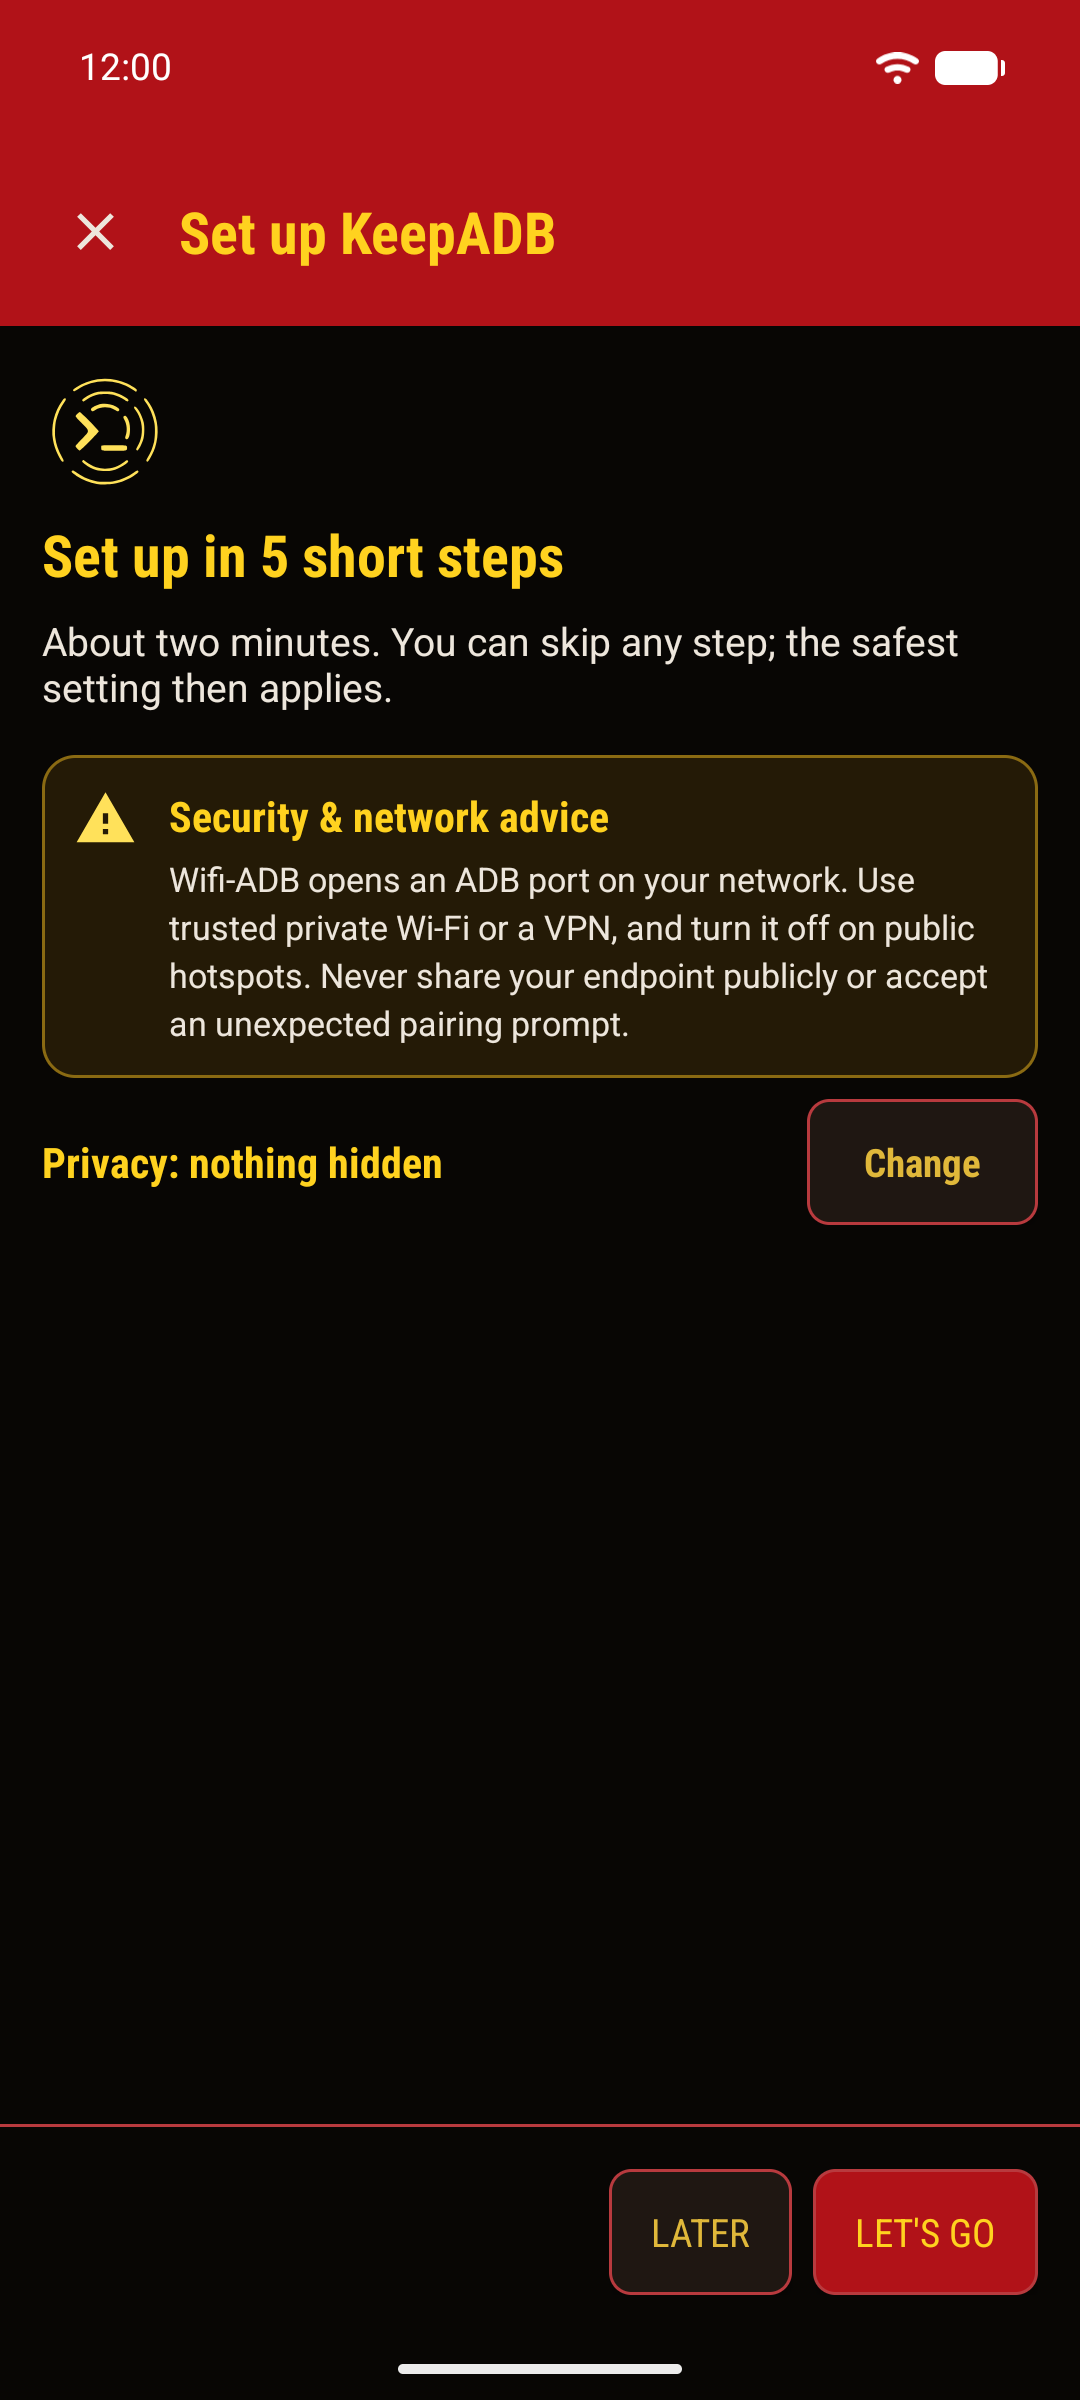 12:00
Set up KeepADB
Set up in 5 short steps
About two minutes. You can skip any step; the safest
setting then applies.
Security & network advice
Wifi-ADB opens an ADB port on your network. Use
trusted private Wi-Fi or a VPN, and turn it off on public
hotspots. Never share your endpoint publicly or accept
an unexpected pairing prompt.
Privacy: nothing hidden
Change
LATER
LET'S GO